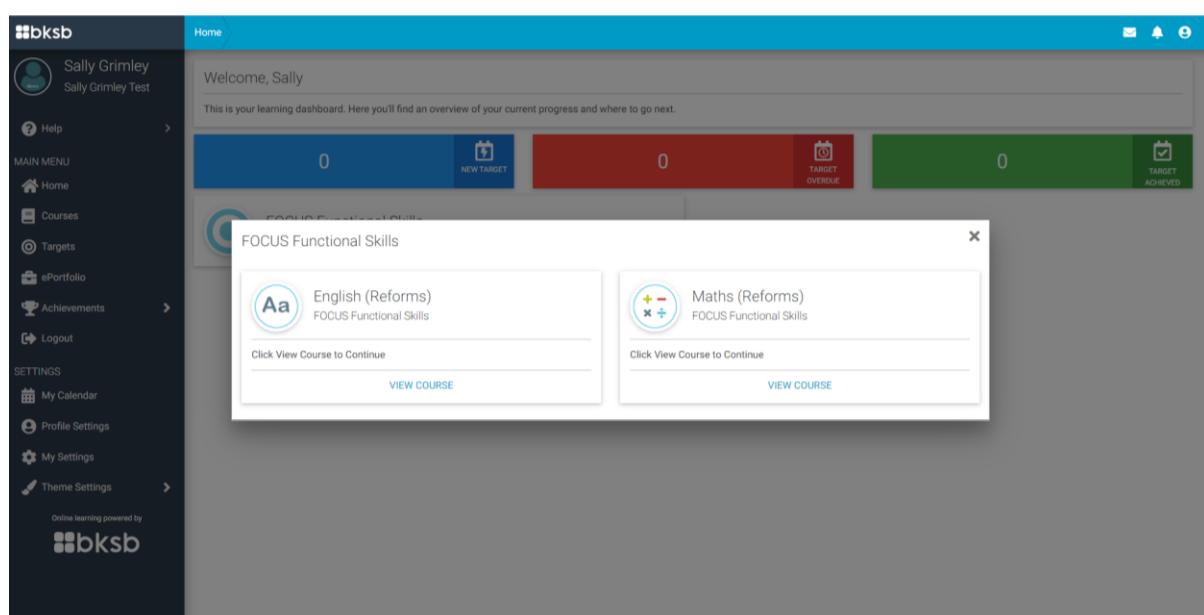 bksb
Home
Sally Grimley
Sally Grimley Test
Help
MAIN MENU
Home
Courses
Targets
ePortfolio
Achievements
Logout
SETTINGS
My Calendar
Profile Settings
My Settings
Theme Settings
Online learning powered by
bksb
Welcome, Sally
This is your learning dashboard. Here you'll find an overview of your current progress and where to go next.
0
NEW TARGET
0
TARGET
OVERDUE
0
TARGET
ACHIEVED
FOCUS Functional Skills
FOCUS Functional Skills
Aa
English (Reforms)
FOCUS Functional Skills
Click View Course to Continue
VIEW COURSE
Maths (Reforms)
FOCUS Functional Skills
Click View Course to Continue
VIEW COURSE